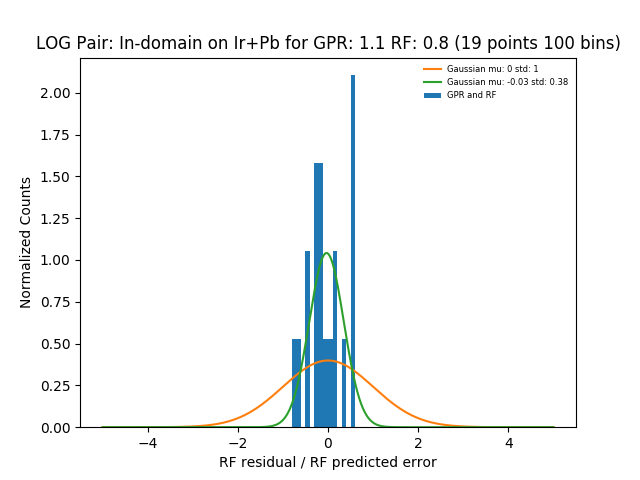 LOG Pair: In-domain on Ir+Pb for GPR: 1.1 RF: 0.8 (19 points 100 bins)
Gaussian mu: 0 std: 1
Gaussian mu: -0.03 std: 0.38
GPR and RF
Normalized Counts
2.00
1.75
1.50
1.25
1.00
0.75
0.50
0.25
0.00
−4
−2
0
2
4
RF residual / RF predicted error